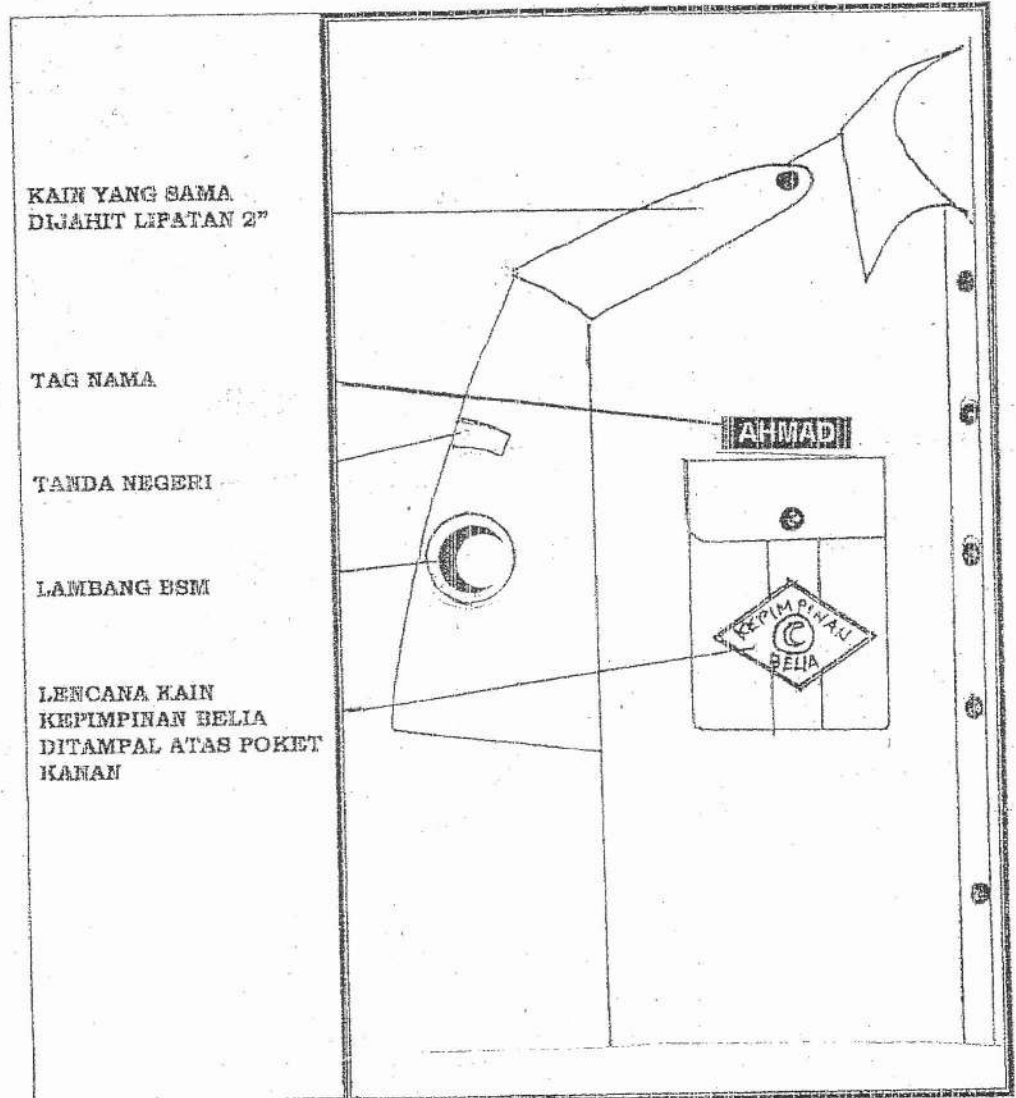 KAIN YANG SAMA
DIJAHIT LIPATAN 2"
TAG NAMA
AHMAD
TANDA NEGERI
LAMBANG BSM
LENCANA KAIN
KEPIMPINAN BELIA
DITAMPAL ATAS POKET
KANAN
KEPIMPINAN
C
BELIA